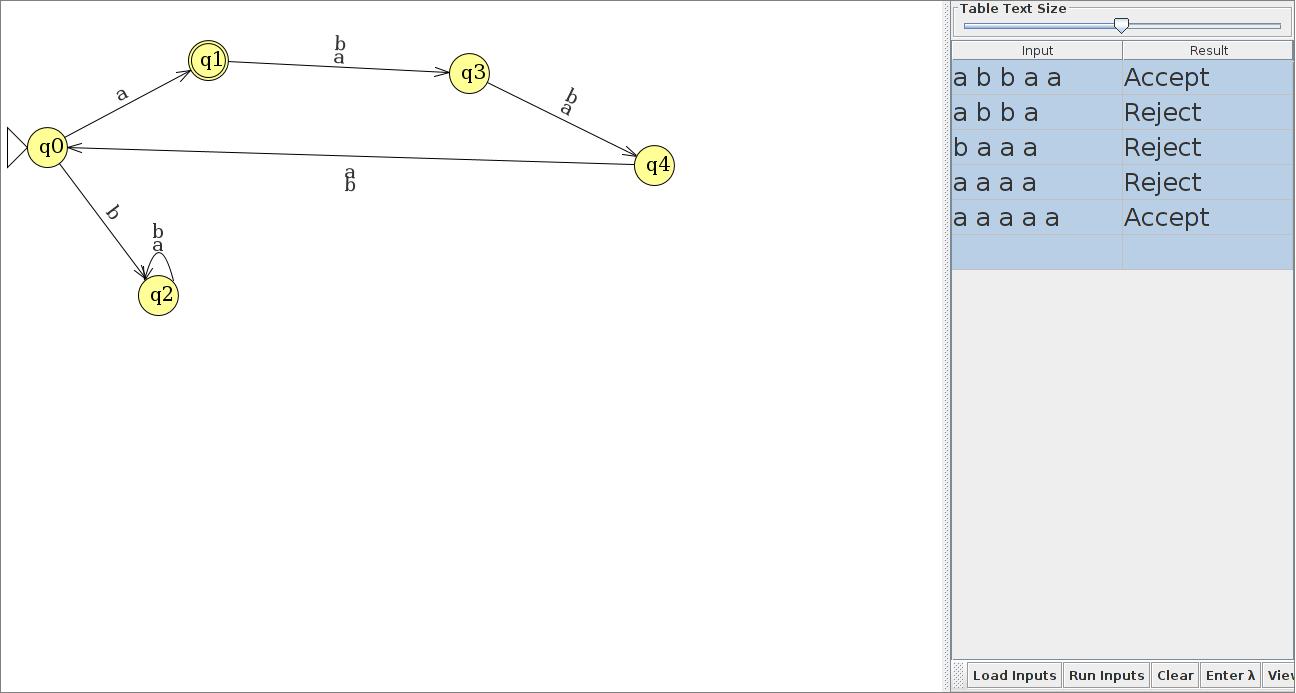 q1
b
a
q3
a
b
a
q0
q4
a
b
b
b
a
q2
Table Text Size
Input Result
a b b a a Accept
a b b a Reject
b a a a Reject
a a a a Reject
a a a a a Accept
Load Inputs Run Inputs Clear Enter λ View